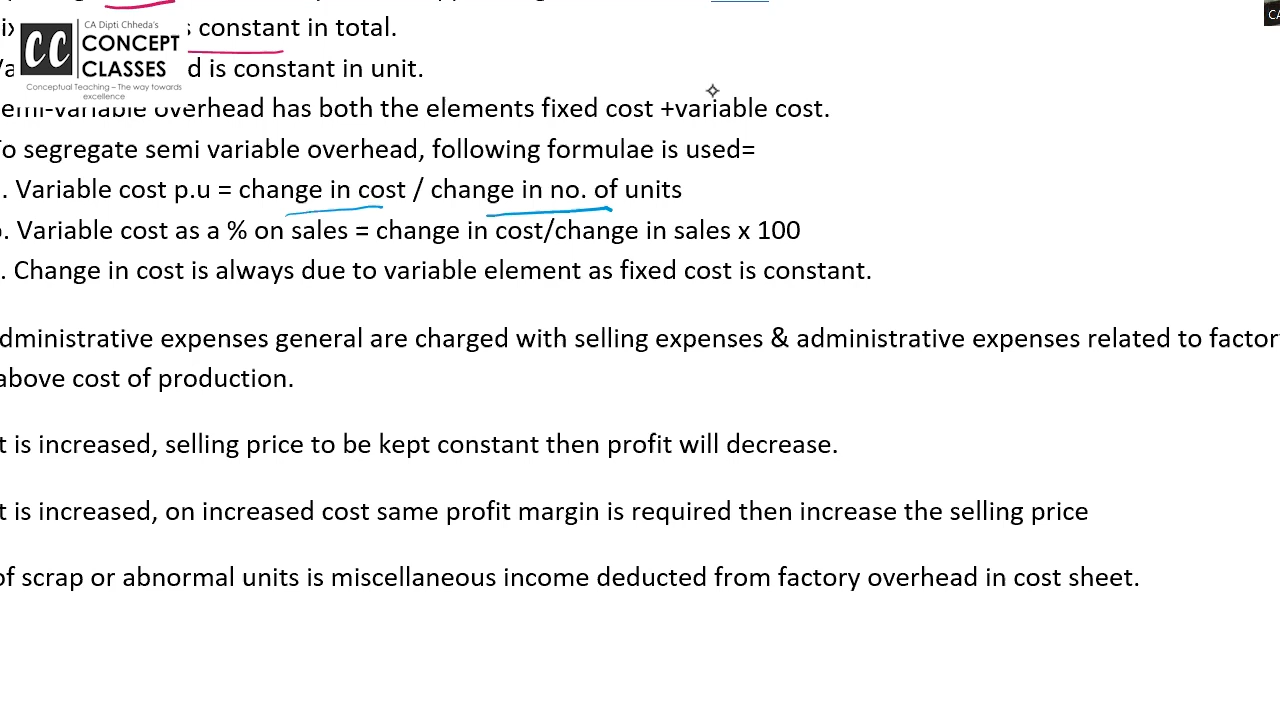 constant in total.
CA Dipti Chheda's
CONCEPT
CLASSES
CC
Conceptual Teaching – The way towards
excellence
d is constant in unit.
emi-variable overhead has both the elements fixed cost +variable cost.
To segregate semi variable overhead, following formulae is used=
. Variable cost p.u = change in cost / change in no. of units
. Variable cost as a % on sales = change in cost/change in sales x 100
. Change in cost is always due to variable element as fixed cost is constant.
dministrative expenses general are charged with selling expenses & administrative expenses related to factor
above cost of production.
t is increased, selling price to be kept constant then profit will decrease.
t is increased, on increased cost same profit margin is required then increase the selling price
of scrap or abnormal units is miscellaneous income deducted from factory overhead in cost sheet.
CA